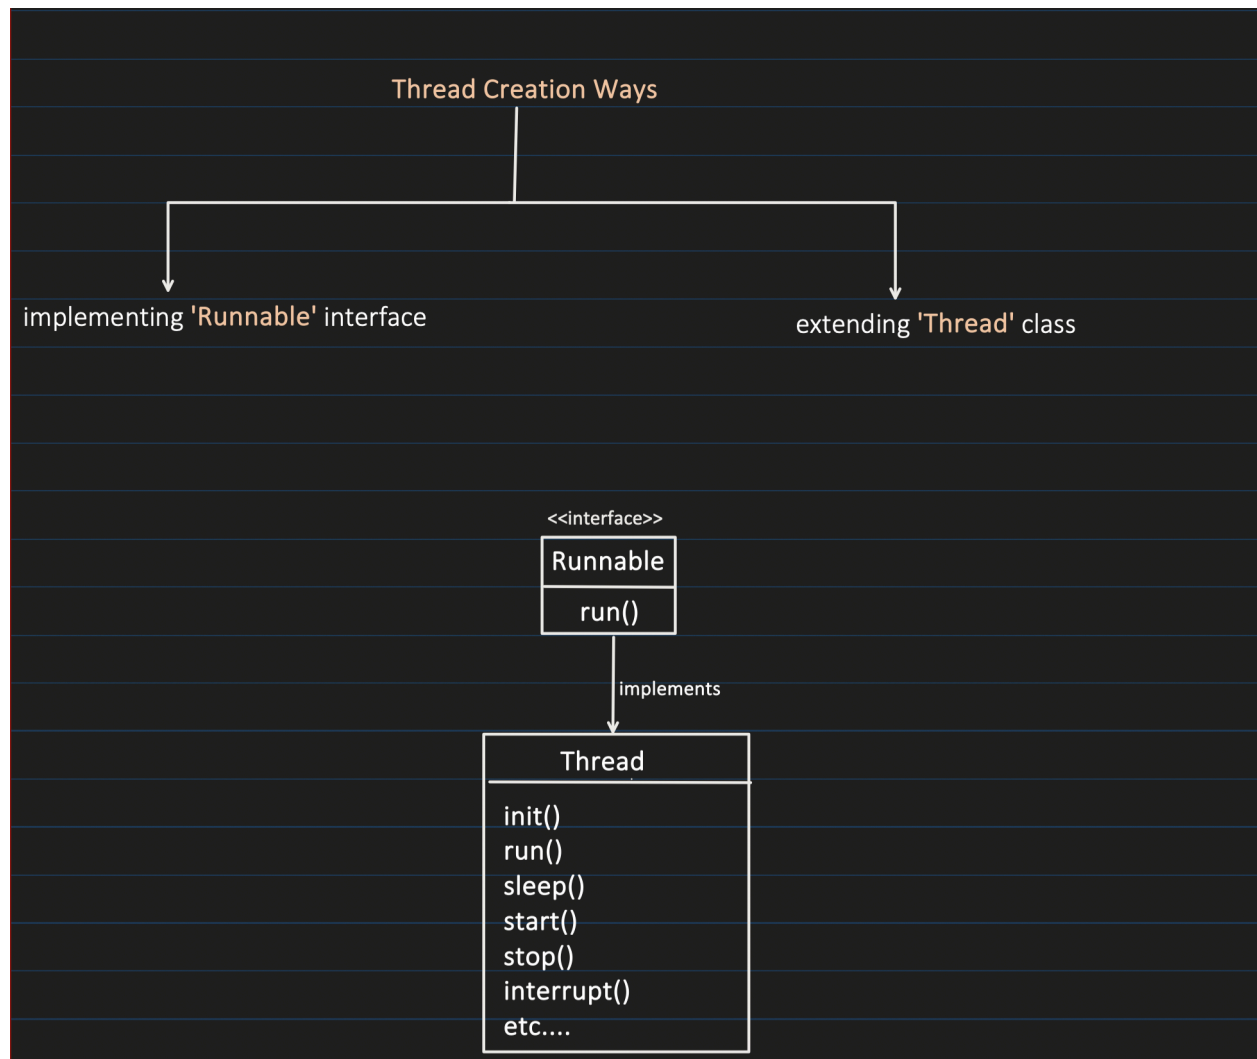 Thread Creation Ways
implementing 'Runnable' interface
extending 'Thread' class
<<interface>>
Runnable
run()
implements
Thread
init()
run()
sleep()
start()
stop()
interrupt()
etc....